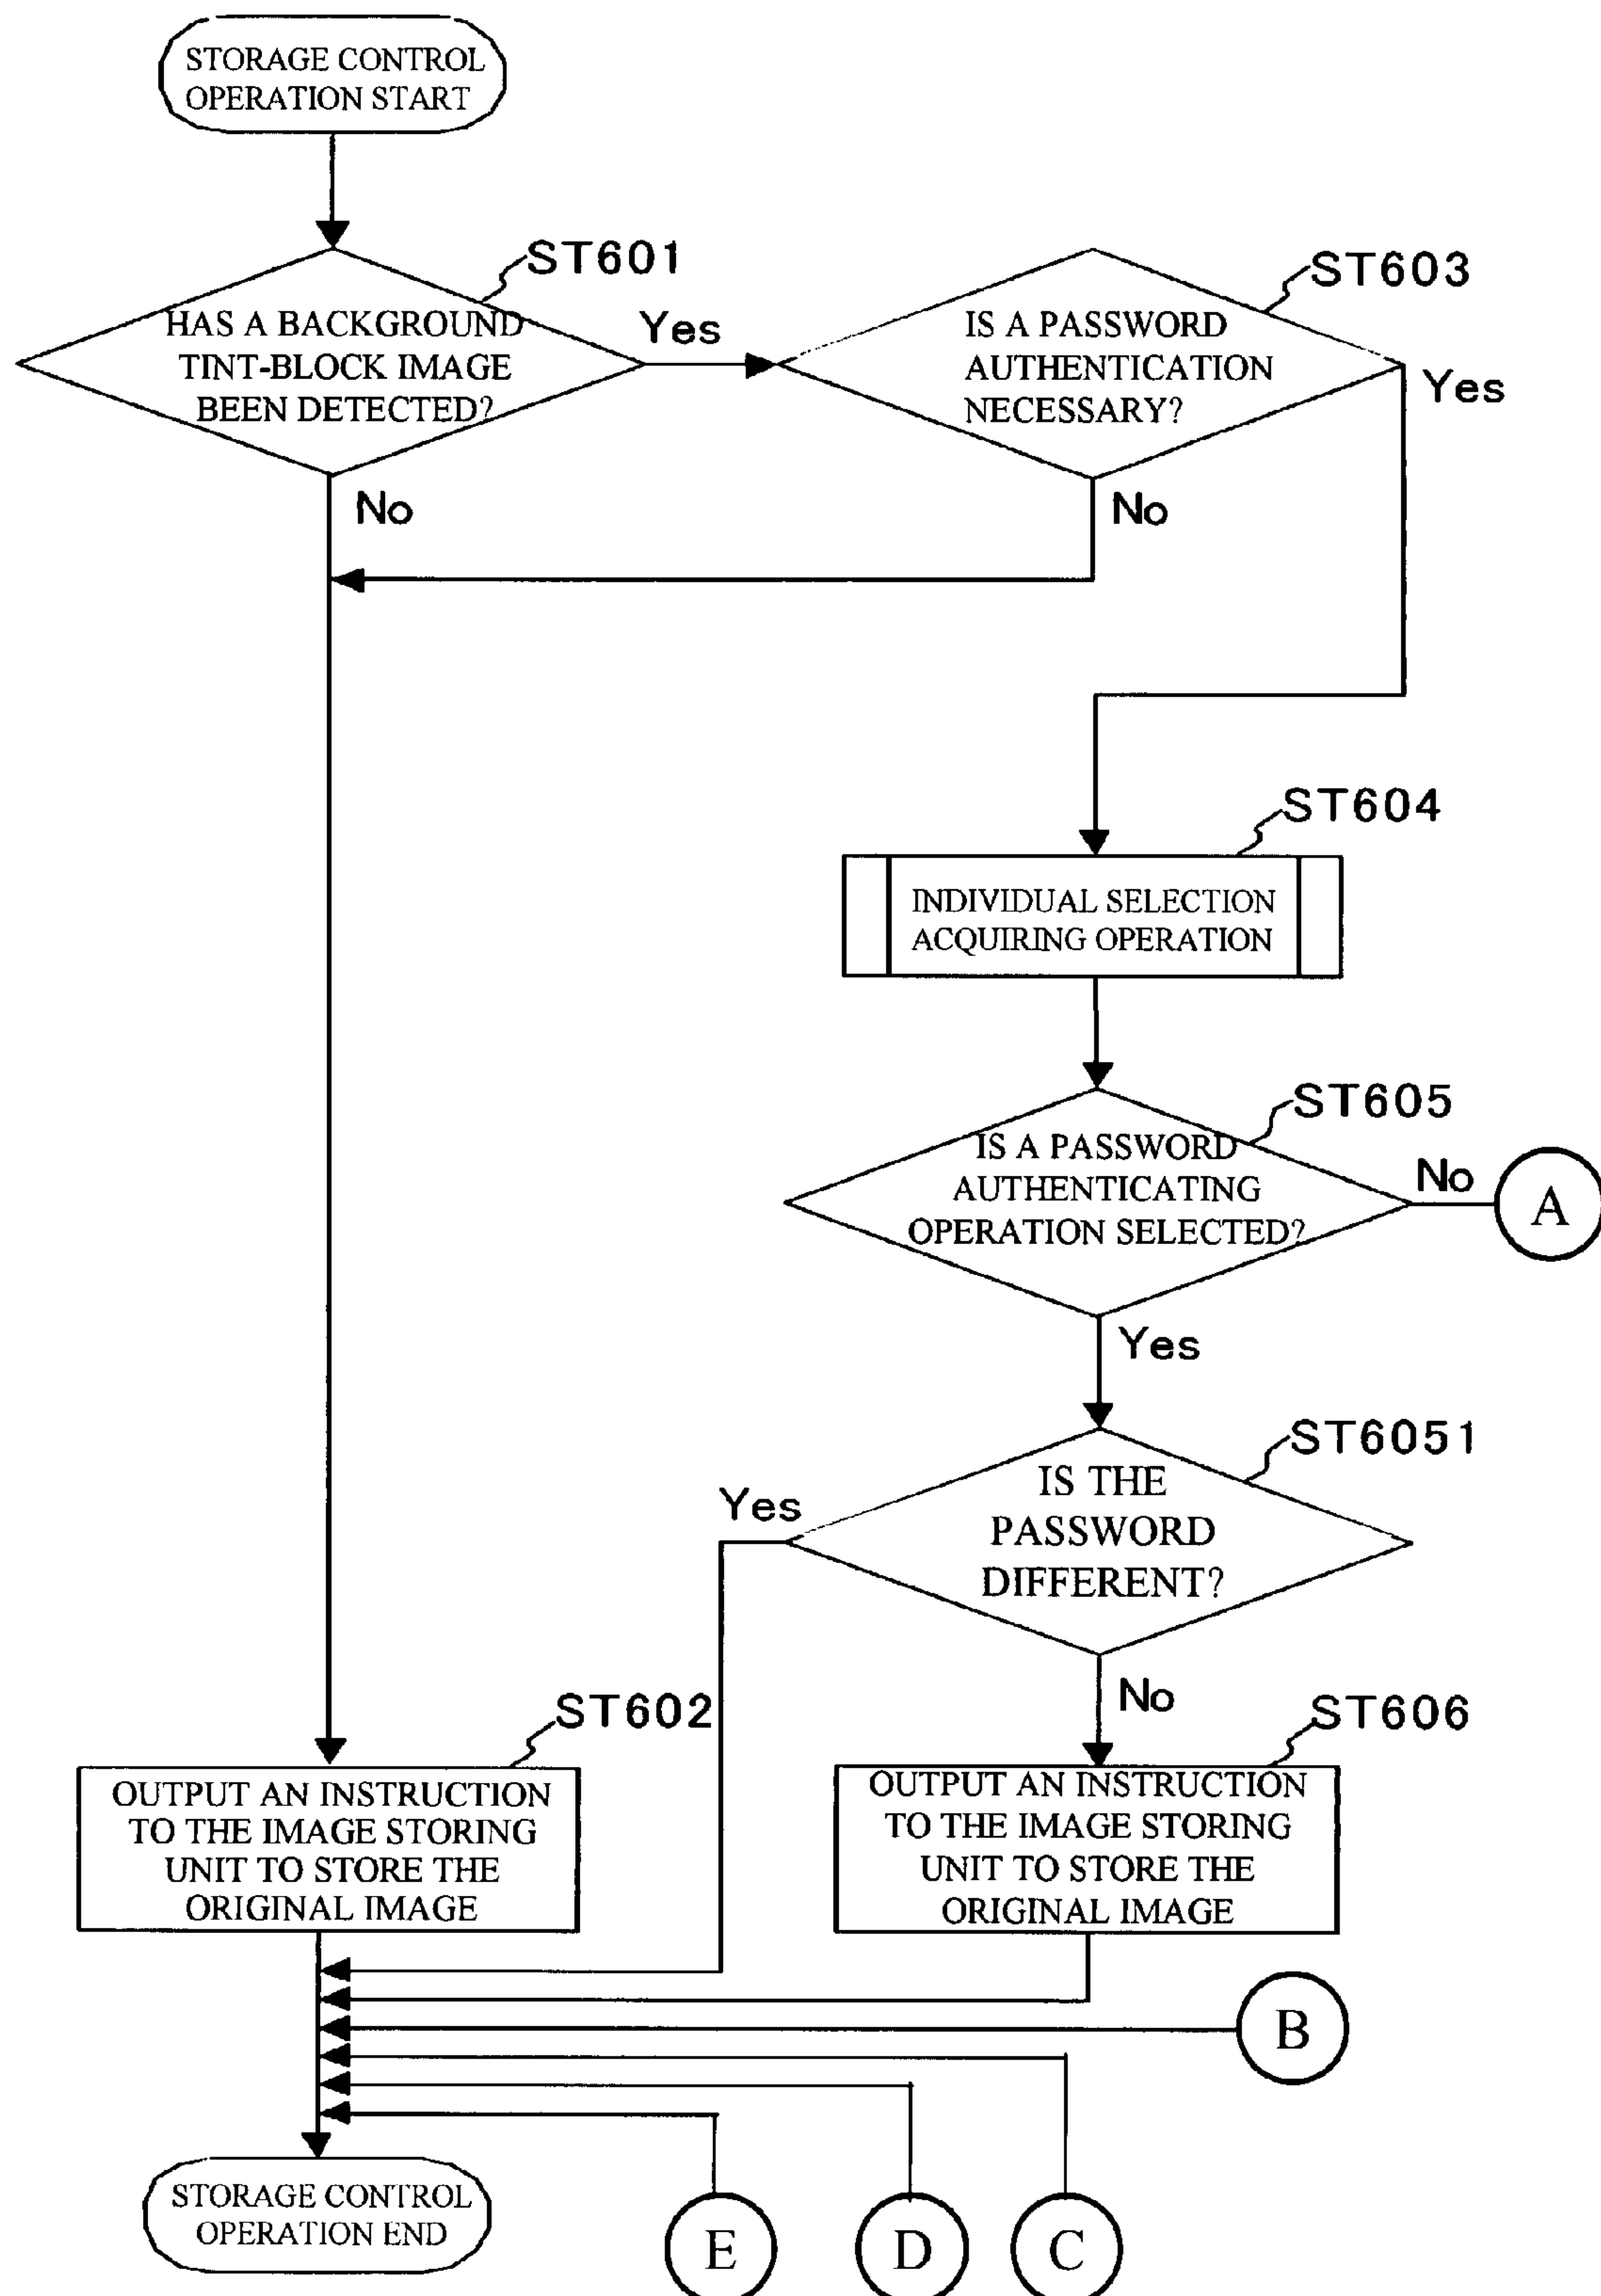 STORAGE CONTROL
OPERATION START
ST601
HAS A BACKGROUND
TINT-BLOCK IMAGE
BEEN DETECTED?
Yes
No
ST603
IS A PASSWORD
AUTHENTICATION
NECESSARY?
Yes
No
ST604
INDIVIDUAL SELECTION
ACQUIRING OPERATION
ST605
IS A PASSWORD
AUTHENTICATING
OPERATION SELECTED?
No
A
Yes
ST6051
IS THE
PASSWORD
DIFFERENT?
Yes
No
ST602
OUTPUT AN INSTRUCTION
TO THE IMAGE STORING
UNIT TO STORE THE
ORIGINAL IMAGE
ST606
OUTPUT AN INSTRUCTION
TO THE IMAGE STORING
UNIT TO STORE THE
ORIGINAL IMAGE
B
STORAGE CONTROL
OPERATION END
E
D
C